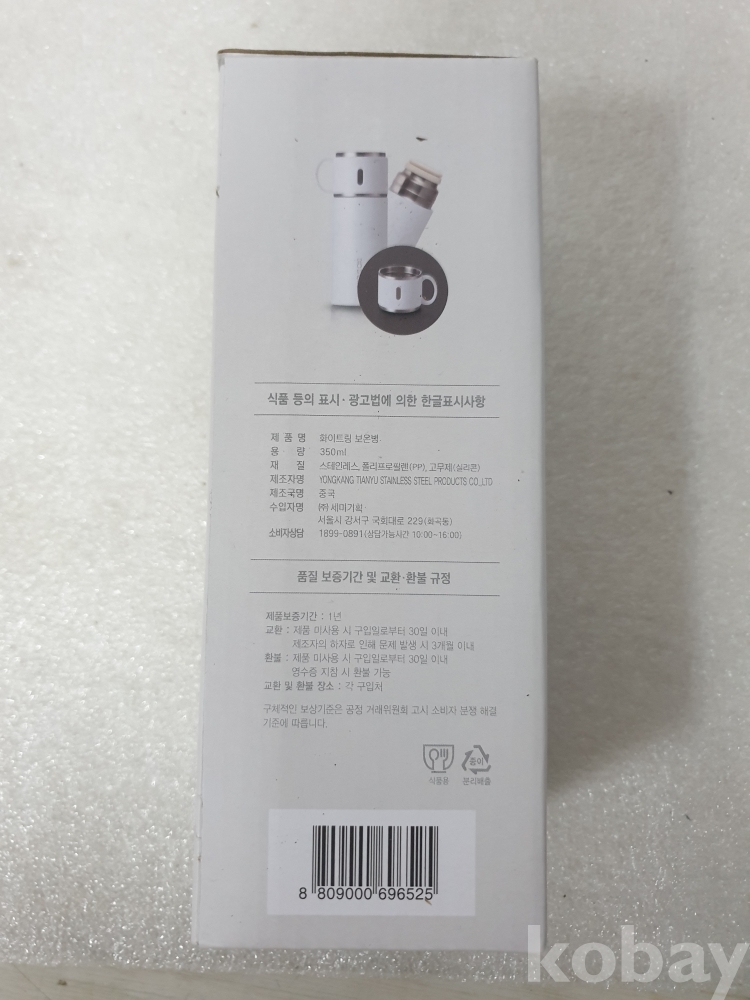 식품 등의 표시·광고법에 의한 한글표시사항
제 품 명 화이트림 보온병
용 량 350ml
재 질 스테인레스, 폴리프로필렌(PP), 고무제(실리콘)
제조자명 YONGKANG TIANYU STAINLESS STEEL PRODUCTS CO.,LTD
제조국명 중국
수입자명 ㈜ 세미기획
서울시 강서구 국회대로 229(화곡동)
소비자상담 1899-0891(상담가능시간 10:00~16:00)
품질 보증기간 및 교환·환불 규정
제품보증기간 : 1년
교환 : 제품 미사용 시 구입일로부터 30일 이내
제조자의 하자로 인해 문제 발생 시 3개월 이내
환불 : 제품 미사용 시 구입일로부터 30일 이내
영수증 지참 시 환불 가능
교환 및 환불 장소 : 각 구입처
구체적인 보상기준은 공정 거래위원회 고시 소비자 분쟁 해결
기준에 따릅니다.
식품용
종이
분리배출
8 809000 696525
kobay